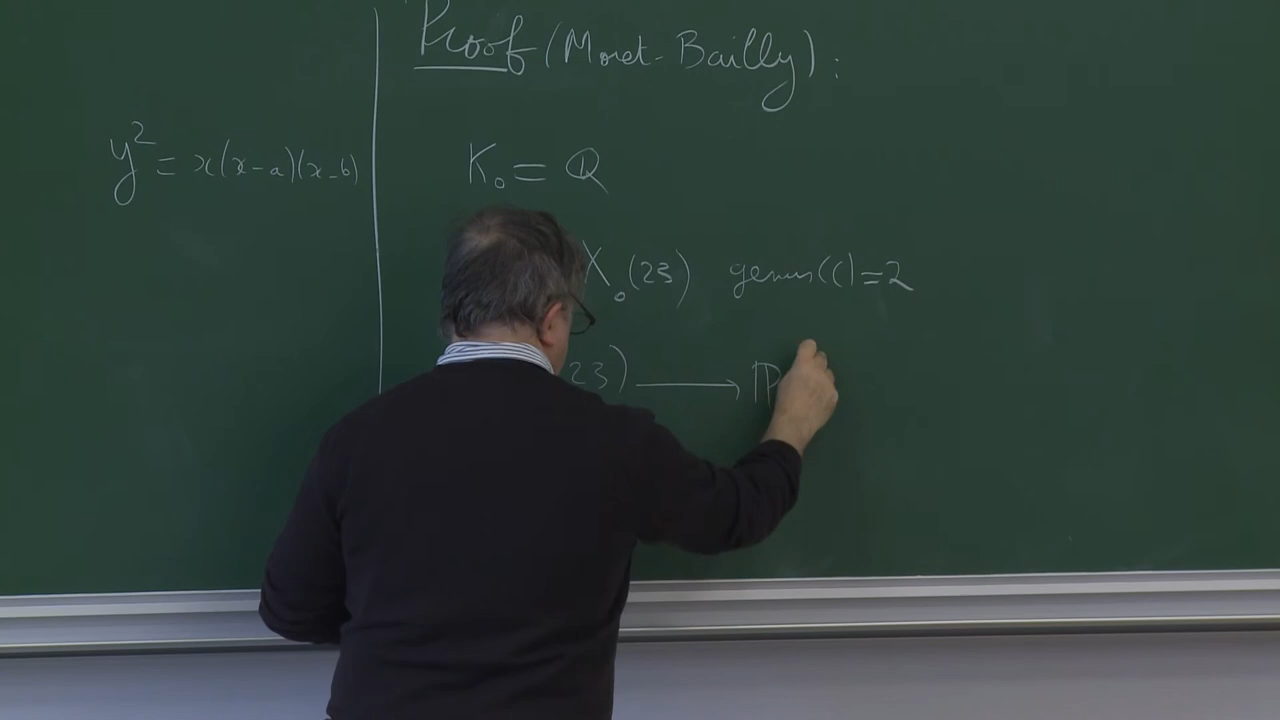 Proof (Moret-Bailly):
y² = x(x-a)(x-b)
K₀ = Q
X₀(23) genus(C)=2
23) ⟶ ℙ